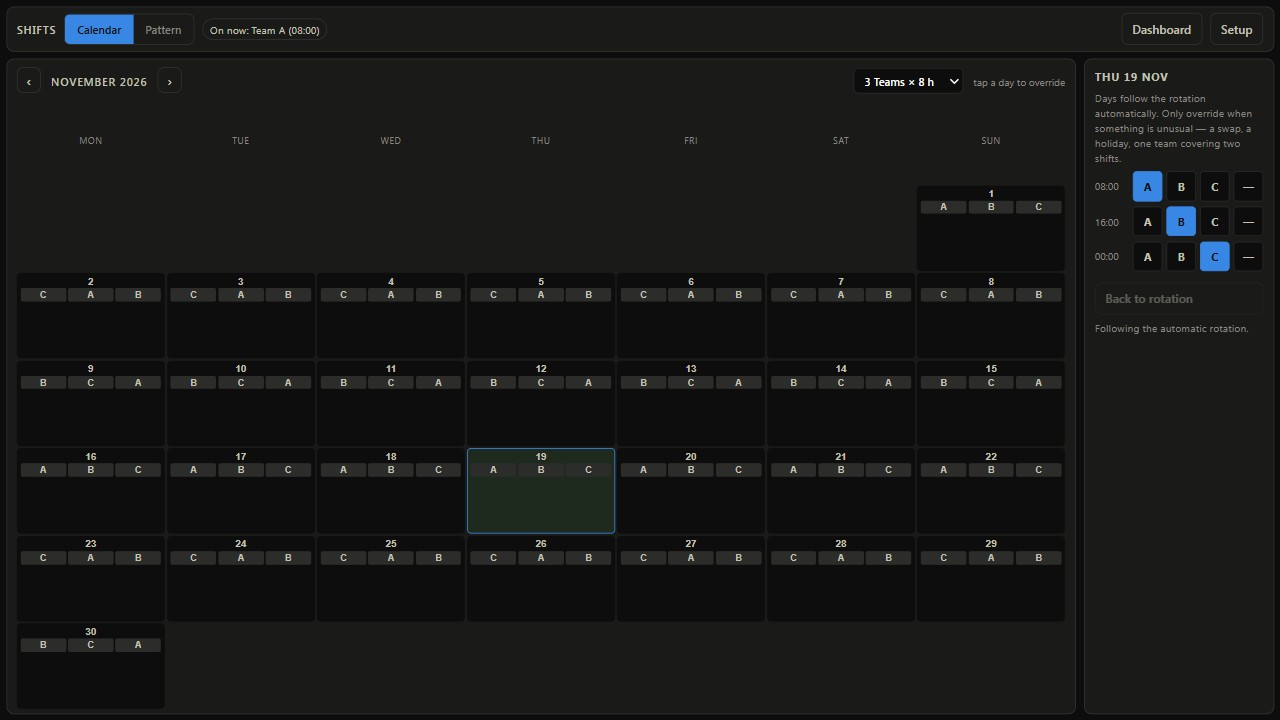 SHIFTS Calendar Pattern On now: Team A (08:00) Dashboard Setup
‹ NOVEMBER 2026 › 3 Teams × 8 h tap a day to override
MON TUE WED THU FRI SAT SUN
1
A B C
2 3 4 5 6 7 8
C A B C A B C A B C A B C A B C A B C A B
9 10 11 12 13 14 15
B C A B C A B C A B C A B C A B C A B C A
16 17 18 19 20 21 22
A B C A B C A B C A B C A B C A B C A B C
23 24 25 26 27 28 29
C A B C A B C A B C A B C A B C A B C A B
30
B C A
THU 19 NOV
Days follow the rotation
automatically. Only override when
something is unusual — a swap, a
holiday, one team covering two
shifts.
08:00 A B C —
16:00 A B C —
00:00 A B C —
Back to rotation
Following the automatic rotation.